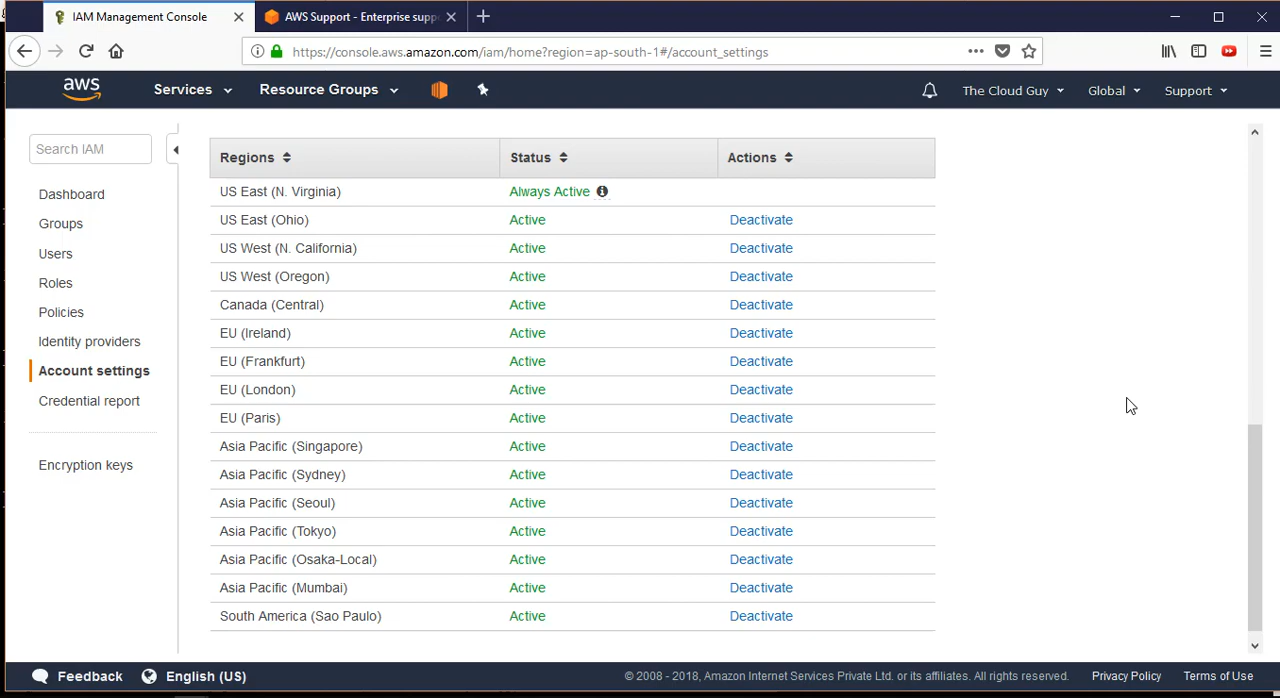 IAM Management Console
AWS Support - Enterprise supp
https://console.aws.amazon.com/iam/home?region=ap-south-1#/account_settings
aws Services Resource Groups The Cloud Guy Global Support
Search IAM
Dashboard
Groups
Users
Roles
Policies
Identity providers
Account settings
Credential report
Encryption keys
Regions Status Actions
US East (N. Virginia) Always Active
US East (Ohio) Active Deactivate
US West (N. California) Active Deactivate
US West (Oregon) Active Deactivate
Canada (Central) Active Deactivate
EU (Ireland) Active Deactivate
EU (Frankfurt) Active Deactivate
EU (London) Active Deactivate
EU (Paris) Active Deactivate
Asia Pacific (Singapore) Active Deactivate
Asia Pacific (Sydney) Active Deactivate
Asia Pacific (Seoul) Active Deactivate
Asia Pacific (Tokyo) Active Deactivate
Asia Pacific (Osaka-Local) Active Deactivate
Asia Pacific (Mumbai) Active Deactivate
South America (Sao Paulo) Active Deactivate
Feedback English (US) © 2008 - 2018, Amazon Internet Services Private Ltd. or its affiliates. All rights reserved. Privacy Policy Terms of Use